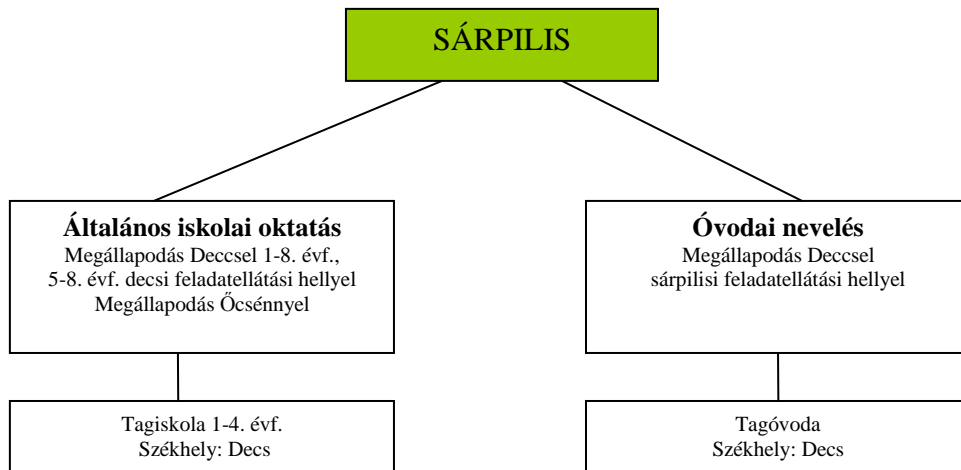 SÁRPILIS
Általános iskolai oktatás
Megállapodás Deccsel 1-8. évf.,
5-8. évf. decsi feladatellátási hellyel
Megállapodás Őcsénnyel
Óvodai nevelés
Megállapodás Deccsel
sárpilisi feladatellátási hellyel
Tagiskola 1-4. évf.
Székhely: Decs
Tagóvoda
Székhely: Decs